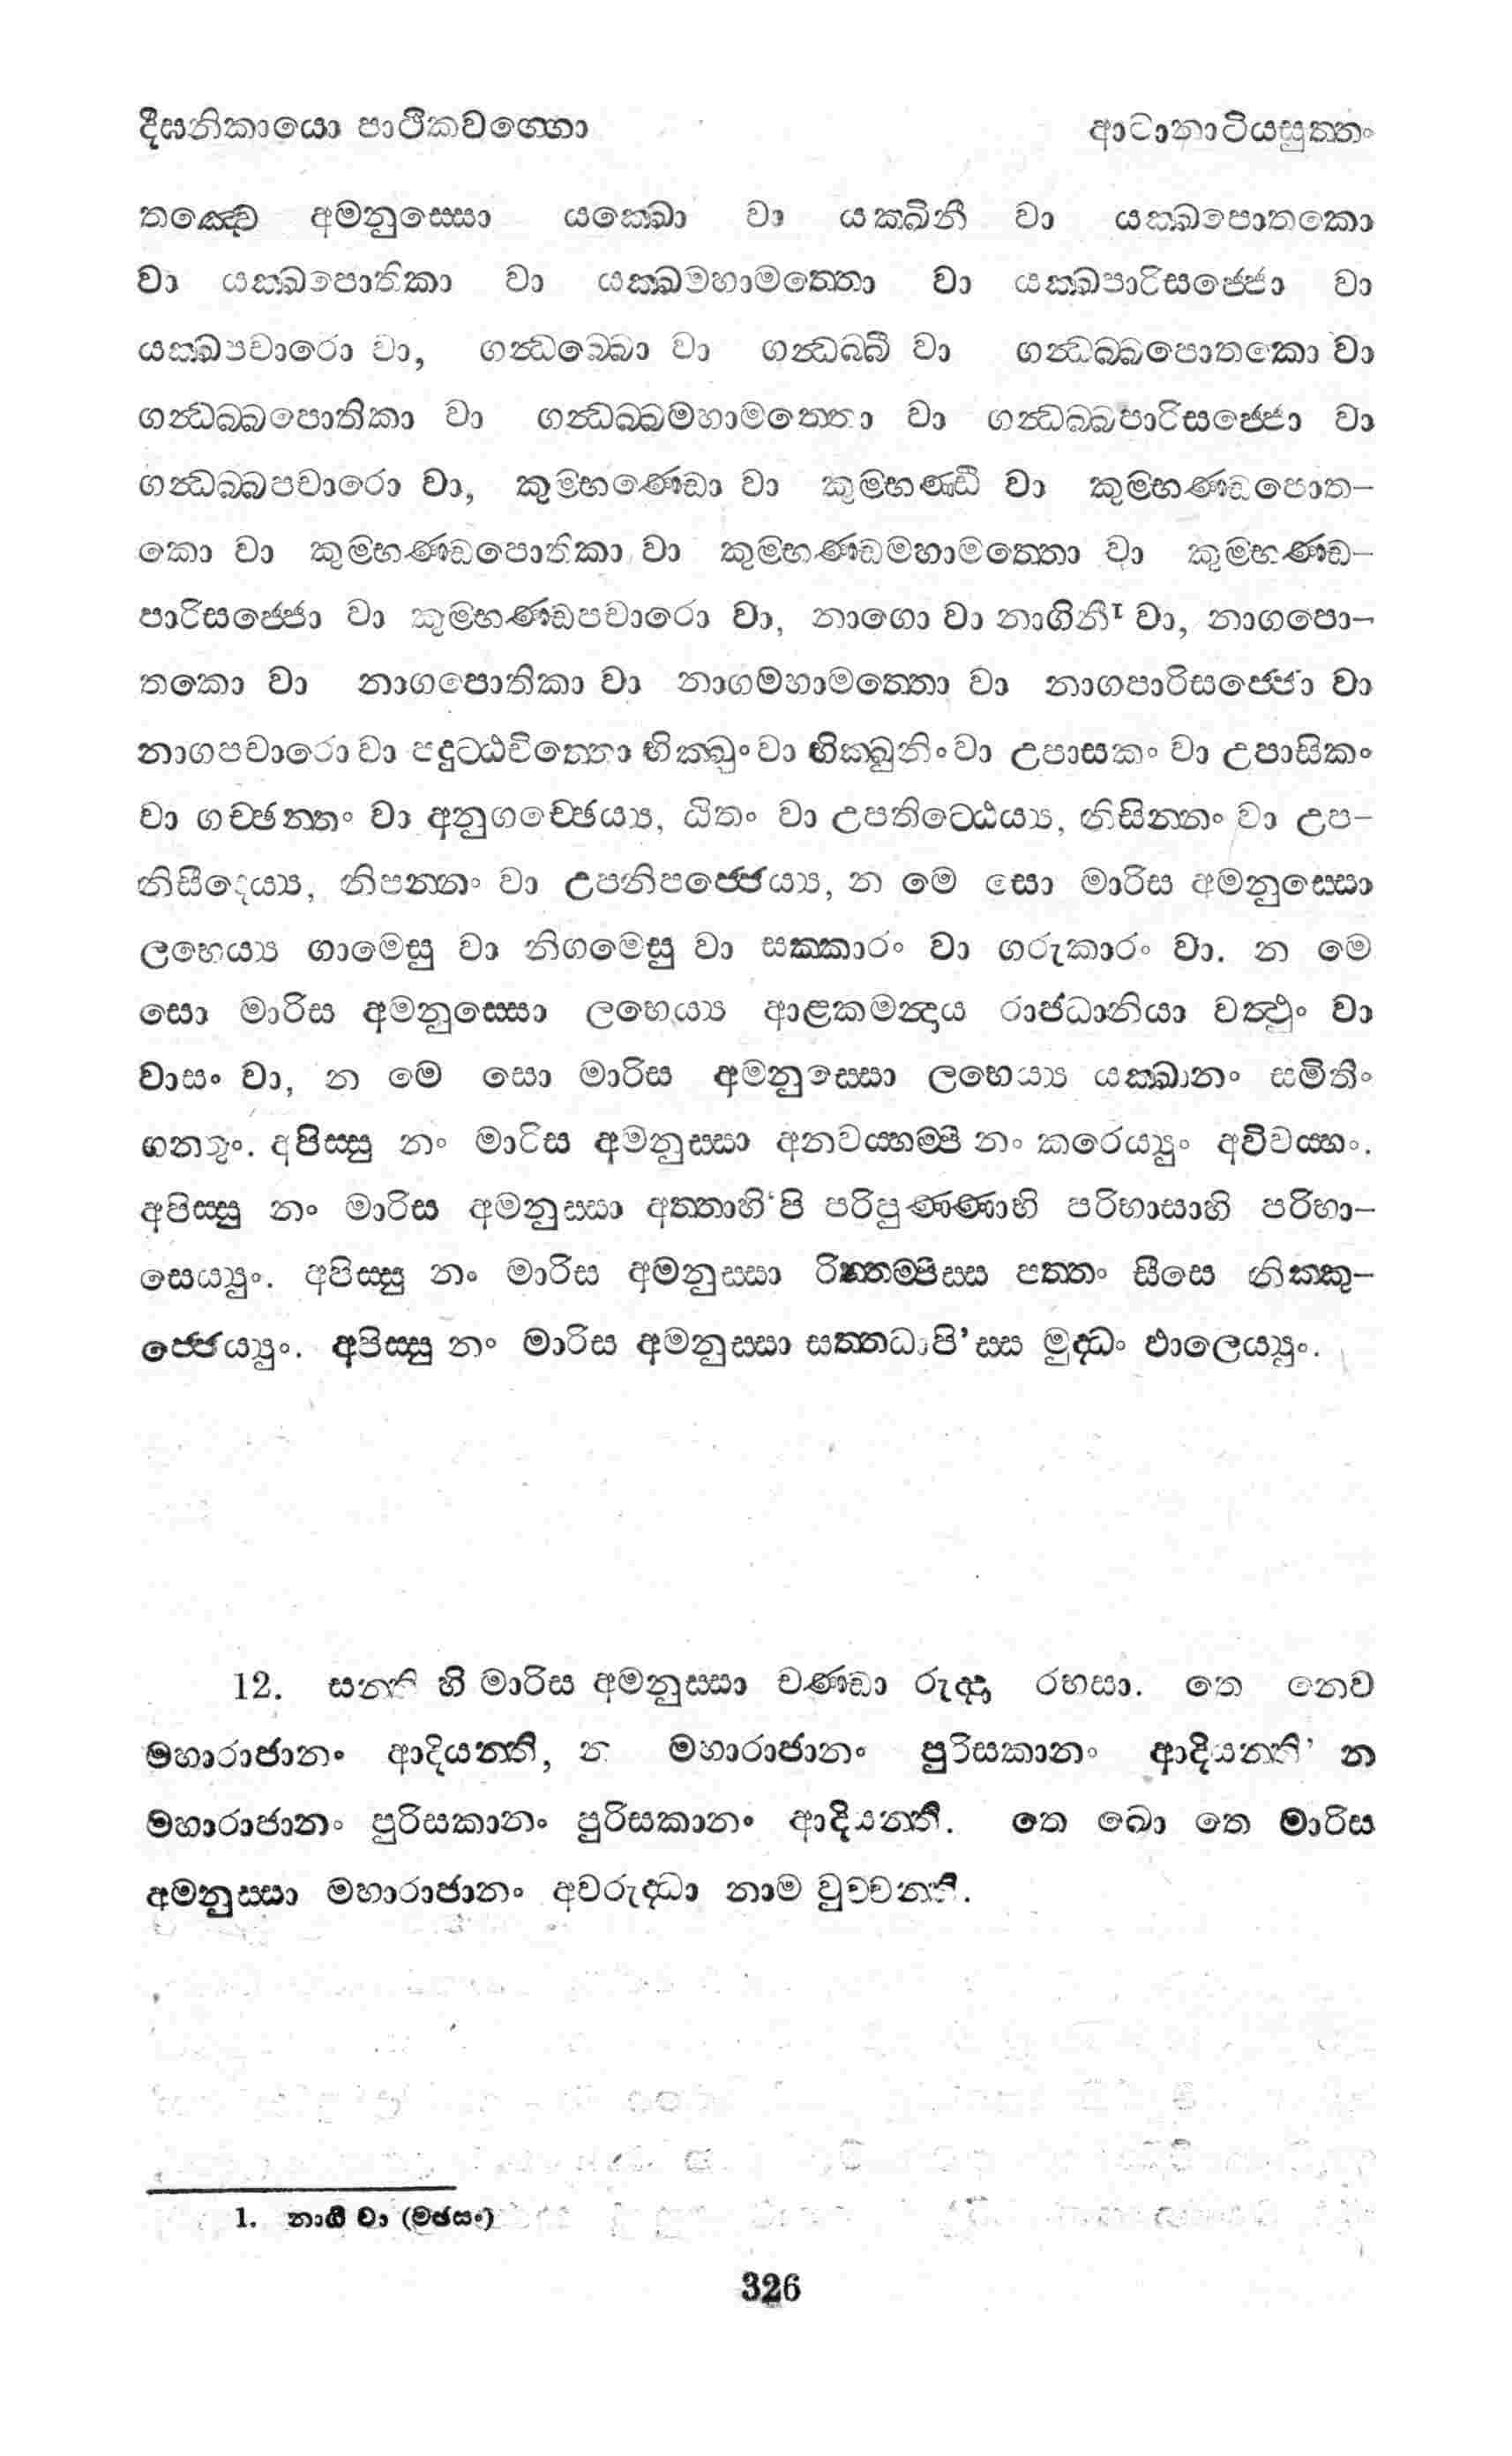 දීඝනිකායො පාථිකවග්ගො ආටානාටියසුත්තං
තඤ්චෙ අමනුස්සො යක්ඛො වා යක්ඛිනී වා යක්ඛපොතකො
වා යක්ඛපොතිකා වා යක්ඛමහාමත්තො වා යක්ඛපාරිසජ්ජො වා
යක්ඛපචාරො වා, ගන්ධබ්බො වා ගන්ධබ්බී වා ගන්ධබ්බපොතකො වා
ගන්ධබ්බපොතිකා වා ගන්ධබ්බමහාමත්තො වා ගන්ධබ්බපාරිසජ්ජො වා
ගන්ධබ්බපචාරො වා, කුම්භණ්ඩො වා කුම්භණ්ඩී වා කුම්භණ්ඩපොත-
කො වා කුම්භණ්ඩපොතිකා වා කුම්භණ්ඩමහාමත්තො වා කුම්භණ්ඩ-
පාරිසජ්ජො වා කුම්භණ්ඩපචාරො වා, නාගො වා නාගිනී1 වා, නාගපො-
තකො වා නාගපොතිකා වා නාගමහාමත්තො වා නාගපාරිසජ්ජො වා
නාගපචාරො වා පදුට්ඨචිත්තො භික්ඛුං වා භික්ඛුනිං වා උපාසකං වා උපාසිකං
වා ගච්ඡන්තං වා අනුගච්ඡෙය්‍ය, ඨිතං වා උපතිට්ඨෙය්‍ය, නිසින්නං වා උප-
නිසීදෙය්‍ය, නිපන්නං වා උපනිපජ්ජෙය්‍ය, න මෙ සො මාරිස අමනුස්සො
ලභෙය්‍ය ගාමෙසු වා නිගමෙසු වා සක්කාරං වා ගරුකාරං වා. න මෙ
සො මාරිස අමනුස්සො ලභෙය්‍ය ආළකමන්දාය රාජධානියා වත්ථුං වා
වාසං වා, න මෙ සො මාරිස අමනුස්සො ලභෙය්‍ය යක්ඛානං සමිතිං
ගන්තුං. අපිස්සු නං මාරිස අමනුස්සා අනවය්හම්පි නං කරෙය්‍යුං අවිවය්හං.
අපිස්සු නං මාරිස අමනුස්සා අත්තාහි‘පි පරිපුණ්ණාහි පරිභාසාහි පරිභා-
සෙය්‍යුං. අපිස්සු නං මාරිස අමනුස්සා රිත්තම්පිස්ස පත්තං සීසෙ නික්කු-
ජ්ජෙය්‍යුං. අපිස්සු නං මාරිස අමනුස්සා සත්තධාපි’ස්ස මුද්ධං ඵාලෙය්‍යුං.
12. සන්ති හි මාරිස අමනුස්සා චණ්ඩා රුද්දා රභසා. තෙ නෙව
මහාරාජානං ආදියන්ති, න මහාරාජානං පුරිසකානං ආදියන්ති’ න
මහාරාජානං පුරිසකානං පුරිසකානං ආදියන්ති. තෙ ඛො තෙ මාරිස
අමනුස්සා මහාරාජානං අවරුද්ධා නාම වුච්චන්ති.
1. නාගී වා (මඡසං)
326